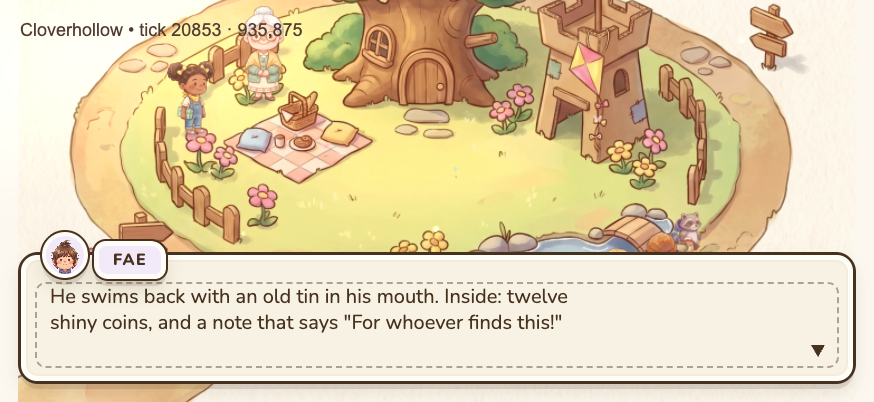 Cloverhollow • tick 20853 · 935,875
FAE
He swims back with an old tin in his mouth. Inside: twelve
shiny coins, and a note that says "For whoever finds this!"